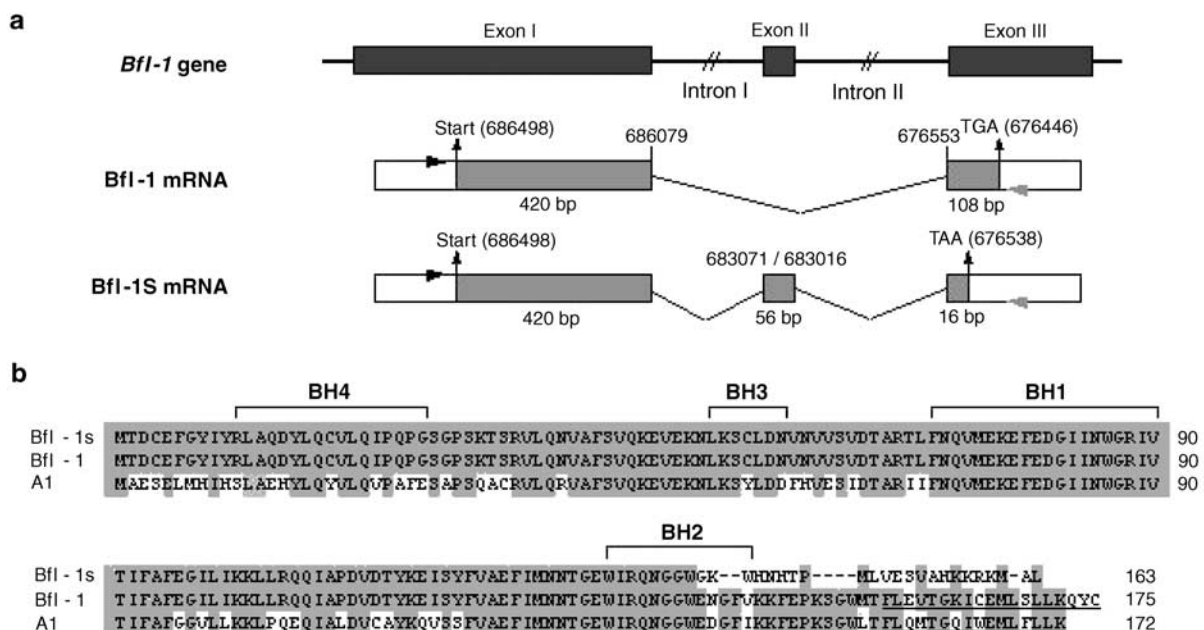 a
Exon I Exon II Exon III
Bfl-1 gene
Intron I Intron II
Start (686498) 686079 676553 TGA (676446)
Bfl-1 mRNA
420 bp 108 bp
Start (686498) 683071 / 683016 TAA (676538)
Bfl-1S mRNA
420 bp 56 bp 16 bp
b
BH4 BH3 BH1
Bfl - 1s MTDCEFGYIYRLAQDYLQCVLQIPQPGSGPSKTSRVLQNVAFSVQKEVEKNLKSCLDNVNVVSVDTARTLFNQVMEKEFEDGIINWGRIV 90
Bfl - 1 MTDCEFGYIYRLAQDYLQCVLQIPQPGSGPSKTSRVLQNVAFSVQKEVEKNLKSCLDNVNVVSVDTARTLFNQVMEKEFEDGIINWGRIV 90
A1 MAESELMHIHSLAEHYLQYVLQVPAFESAPSQACRVLQRVAFSVQKEVEKNLKSYLDDFHVESIDTARIIFNQVMEKEFEDGIINWGRIV 90
BH2
Bfl - 1s TIFAFEGILIKKLLRQQIAPDVDTYKEISYFVAEFIMNNTGEWIRQNGGWGK--WHNHTP----MLVESVAHKKRKM-AL 163
Bfl - 1 TIFAFEGILIKKLLRQQIAPDVDTYKEISYFVAEFIMNNTGEWIRQNGGWENGFVKKFEPKSGWMTFLEVTGKICEMLSLLKQYC 175
A1 TIFAFGGVLLKKLPQEQIALDVCAYKQVSSFVAEFIMNNTGEWIRQNGGWEDGFIKKFEPKSGWLTFLQMTGQIWEMLFLLK 172